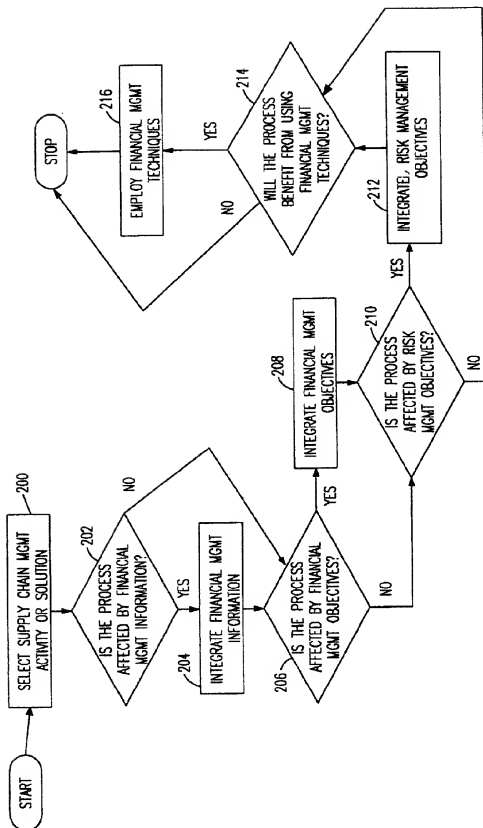 START
SELECT SUPPLY CHAIN MGMT
ACTIVITY OR SOLUTION
200
IS THE PROCESS
AFFECTED BY FINANCIAL
MGMT INFORMATION?
202
NO
YES
204
INTEGRATE FINANCIAL MGMT
INFORMATION
206
IS THE PROCESS
AFFECTED BY FINANCIAL
MGMT OBJECTIVES?
YES
NO
208
INTEGRATE FINANCIAL MGMT
OBJECTIVES
210
IS THE PROCESS
AFFECTED BY RISK
MGMT OBJECTIVES?
YES
NO
212
INTEGRATE, RISK MANAGEMENT
OBJECTIVES
214
WILL THE PROCESS
BENEFIT FROM USING
FINANCIAL MGMT
TECHNIQUES?
NO
YES
216
EMPLOY FINANCIAL MGMT
TECHNIQUES
STOP